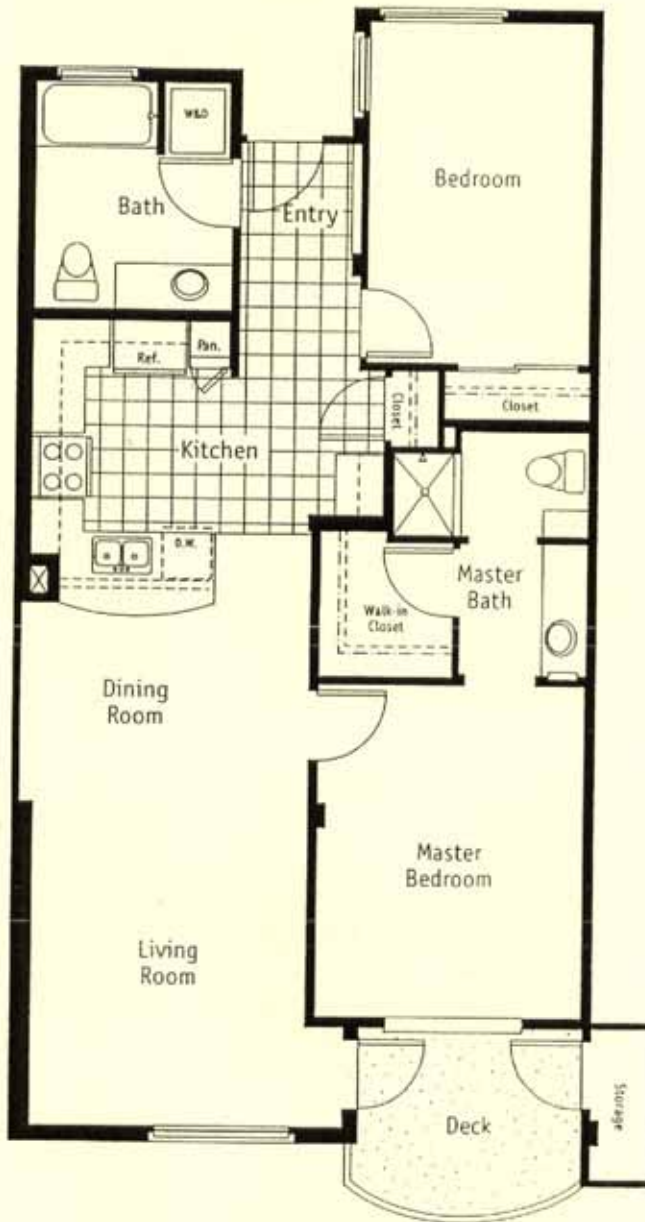 W&D
Bath
Entry
Bedroom
Ref.
Pan.
Closet
Closet
Kitchen
D.W.
Master
Bath
Walk-in
Closet
Dining
Room
Master
Bedroom
Living
Room
Deck
Storage